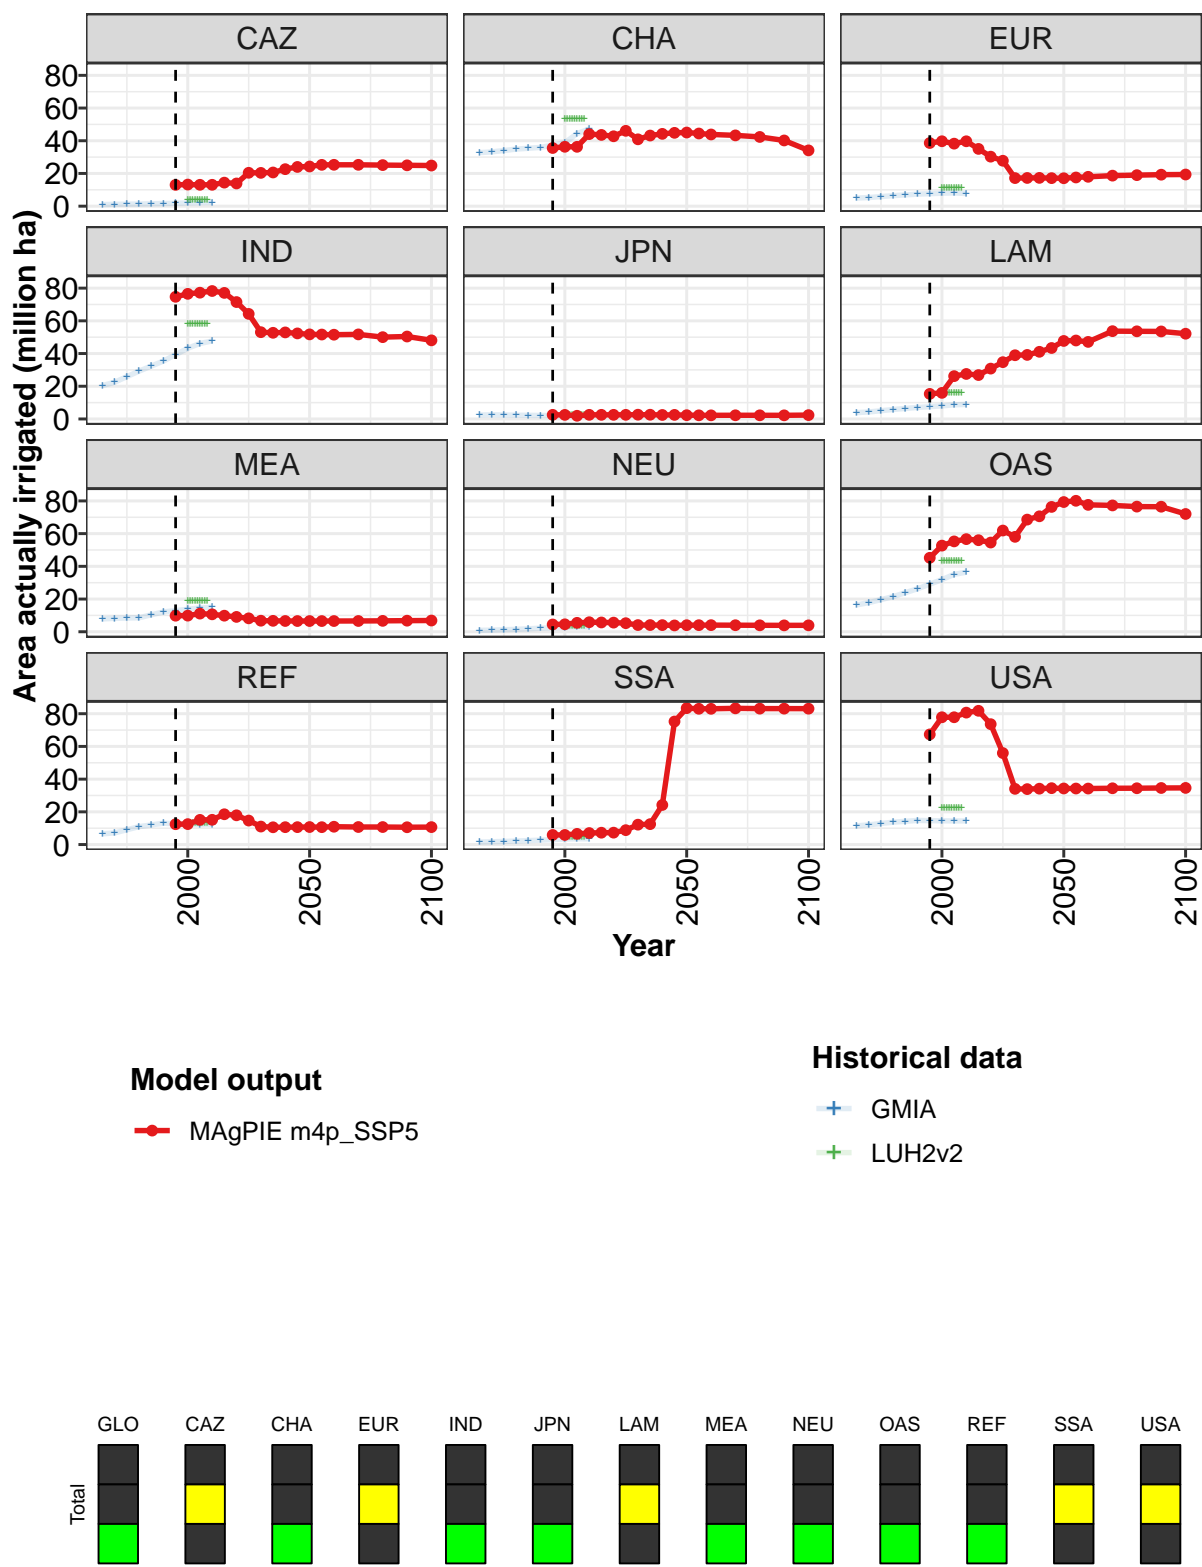 CAZ CHA EUR
80
60
40
20
0
IND JPN LAM
80
60
40
20
0
MEA NEU OAS
80
60
40
20
0
REF SSA USA
80
60
40
20
0
Area actually irrigated (million ha)
2000 2050 2100 2000 2050 2100 2000 2050 2100
Year
Model output
MAgPIE m4p_SSP5
Historical data
GMIA
LUH2v2
GLO CAZ CHA EUR IND JPN LAM MEA NEU OAS REF SSA USA
Total